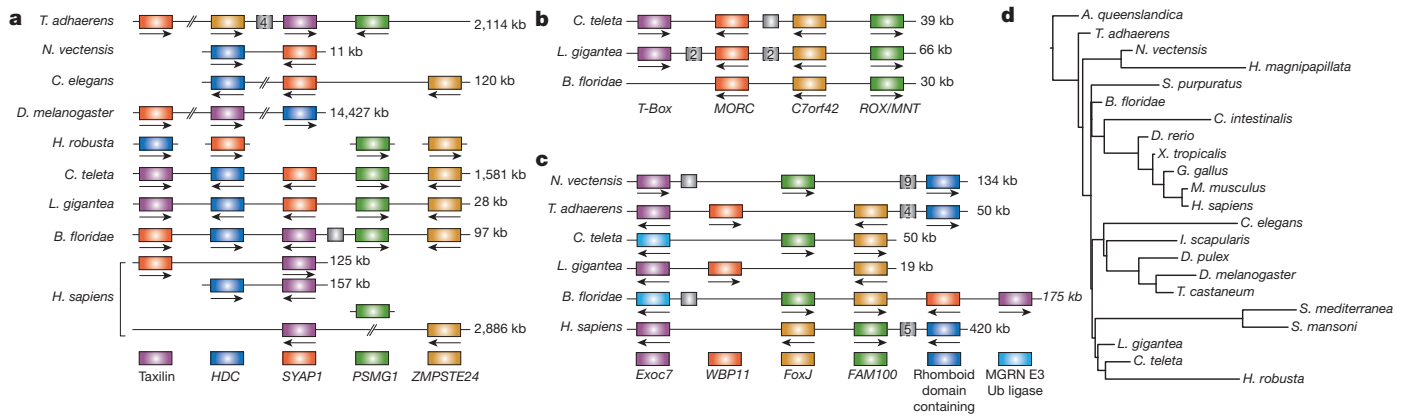 a
T. adhaerens 4 2,114 kb
N. vectensis 11 kb
C. elegans 120 kb
D. melanogaster 14,427 kb
H. robusta
C. teleta 1,581 kb
L. gigantea 28 kb
B. floridae 97 kb
125 kb
H. sapiens 157 kb
2,886 kb
Taxilin HDC SYAP1 PSMG1 ZMPSTE24
b
C. teleta 39 kb
L. gigantea 2 2 66 kb
B. floridae 30 kb
T-Box MORC C7orf42 ROX/MNT
c
N. vectensis 9 134 kb
T. adhaerens 4 50 kb
C. teleta 50 kb
L. gigantea 19 kb
B. floridae 175 kb
H. sapiens 5 420 kb
Exoc7 WBP11 FoxJ FAM100 Rhomboid domain containing MGRN E3 Ub ligase
d
A. queenslandica
T. adhaerens
N. vectensis
H. magnipapillata
S. purpuratus
B. floridae
C. intestinalis
D. rerio
X. tropicalis
G. gallus
M. musculus
H. sapiens
C. elegans
I. scapularis
D. pulex
D. melanogaster
T. castaneum
S. mediterranea
S. mansoni
L. gigantea
C. teleta
H. robusta